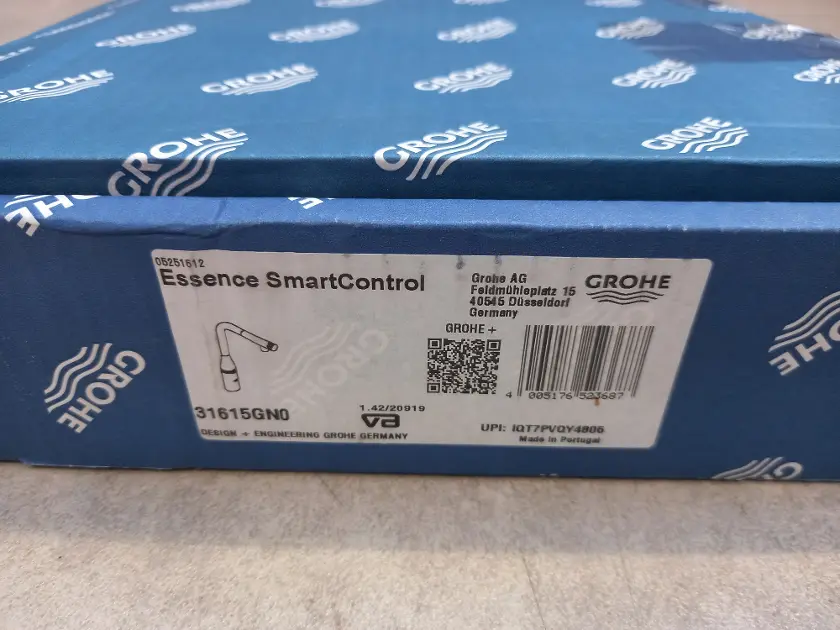 GROHE
GROHE
GROHE
GROHE
GROHE
GROHE
GROHE
GROHE
GROHE
GROHE
GROHE
05251612
Essence SmartControl
Grohe AG
Feldmühleplatz 15
40545 Düsseldorf
Germany
GROHE
GROHE +
4 005176 523687
31615GN0
1.42/20919
DESIGN + ENGINEERING GROHE GERMANY
UPI: IQT7PVQY4806
Made in Portugal
GROHE
GROHE